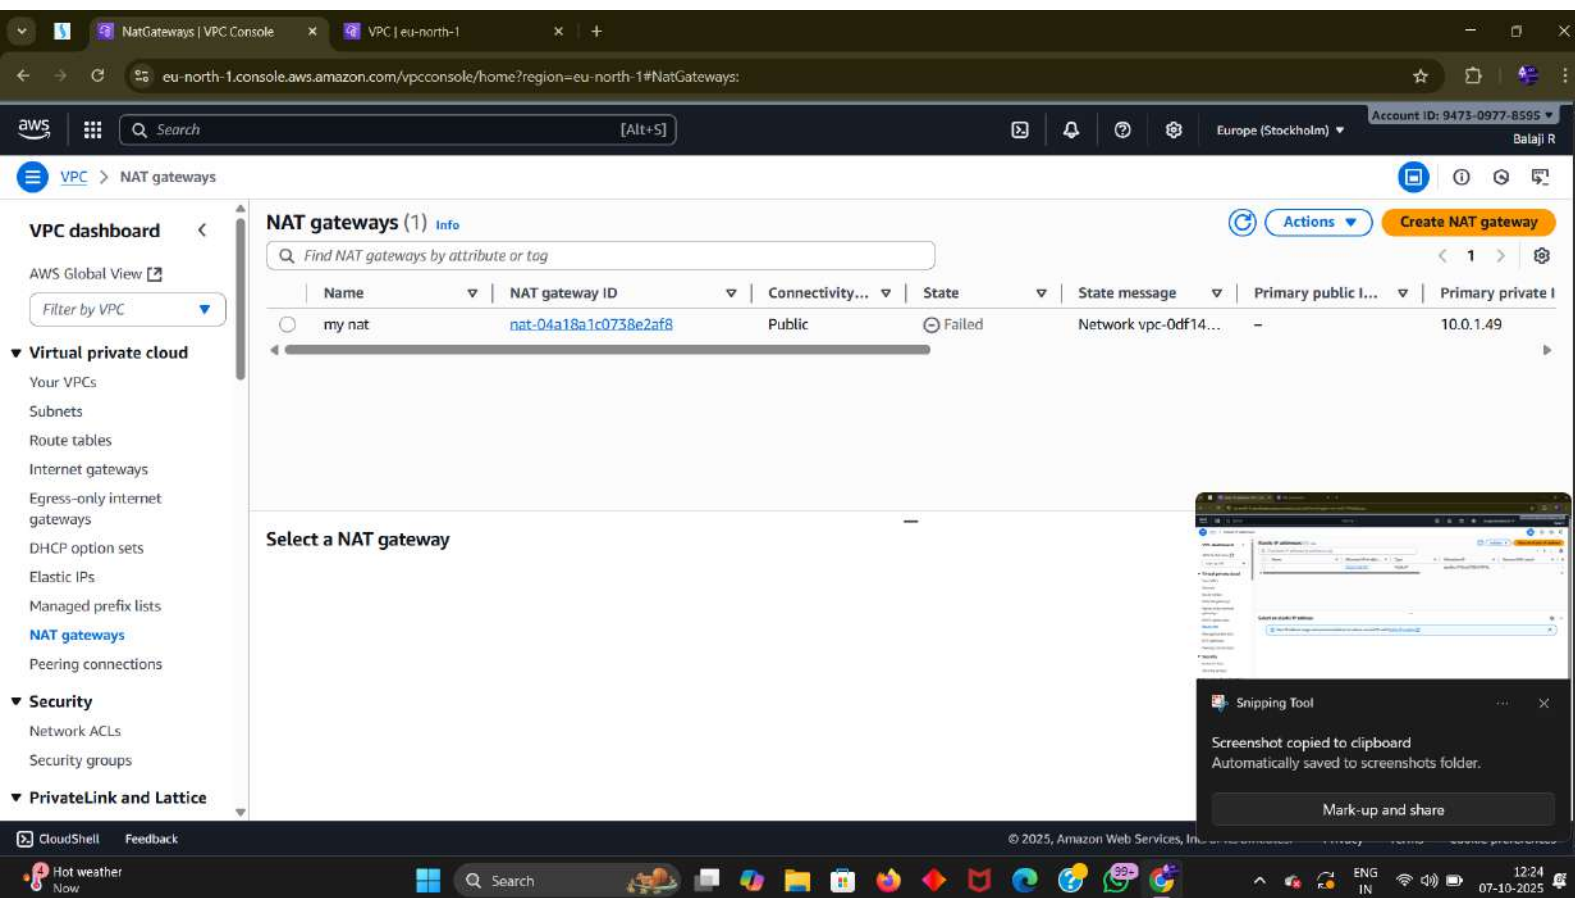 NatGateways | VPC Console
VPC | eu-north-1
eu-north-1.console.aws.amazon.com/vpcconsole/home?region=eu-north-1#NatGateways:
aws
Search
[Alt+S]
Europe (Stockholm)
Account ID: 9473-0977-8595
Balaji R
VPC > NAT gateways
VPC dashboard
AWS Global View
Filter by VPC
Virtual private cloud
Your VPCs
Subnets
Route tables
Internet gateways
Egress-only internet
gateways
DHCP option sets
Elastic IPs
Managed prefix lists
NAT gateways
Peering connections
Security
Network ACLs
Security groups
PrivateLink and Lattice
NAT gateways (1) Info
Actions
Create NAT gateway
Find NAT gateways by attribute or tag
1
Name NAT gateway ID Connectivity... State State message Primary public I... Primary private I
my nat nat-04a18a1c0738e2af8 Public Failed Network vpc-0df14... – 10.0.1.49
Select a NAT gateway
Snipping Tool
Screenshot copied to clipboard
Automatically saved to screenshots folder.
Mark-up and share
CloudShell Feedback
© 2025, Amazon Web Services,
4
Hot weather
Now
Search
99+
ENG
IN
12:24
07-10-2025